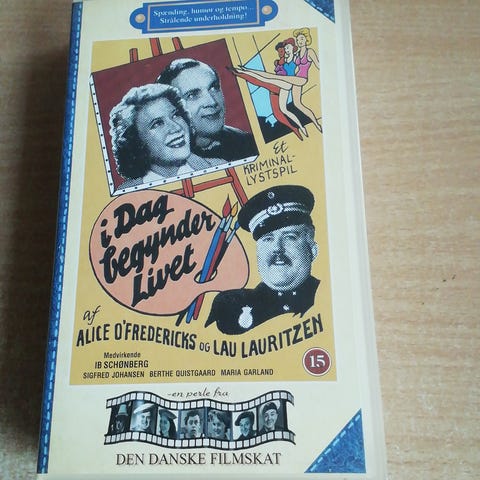 Spænding, humør og tempo...
Strålende underholdning!
Et
KRIMINAL-
LYSTSPIL
i Dag
begynder
Livet
af
ALICE O'FREDERICKS OG LAU LAURITZEN
Medvirkende
IB SCHØNBERG
SIGFRED JOHANSEN BERTHE QUISTGAARD MARIA GARLAND
15
-en perle fra
DEN DANSKE FILMSKAT